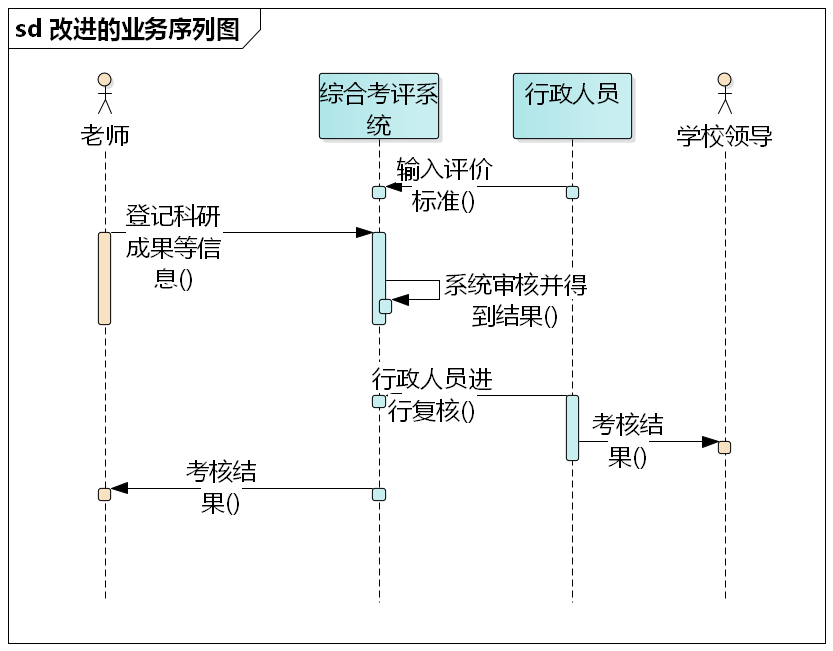 sd 改进的业务序列图
老师
综合考评系
统
行政人员
学校领导
输入评价
标准()
登记科研
成果等信
息()
系统审核并得
到结果()
行政人员进
行复核()
考核结
果()
考核结
果()